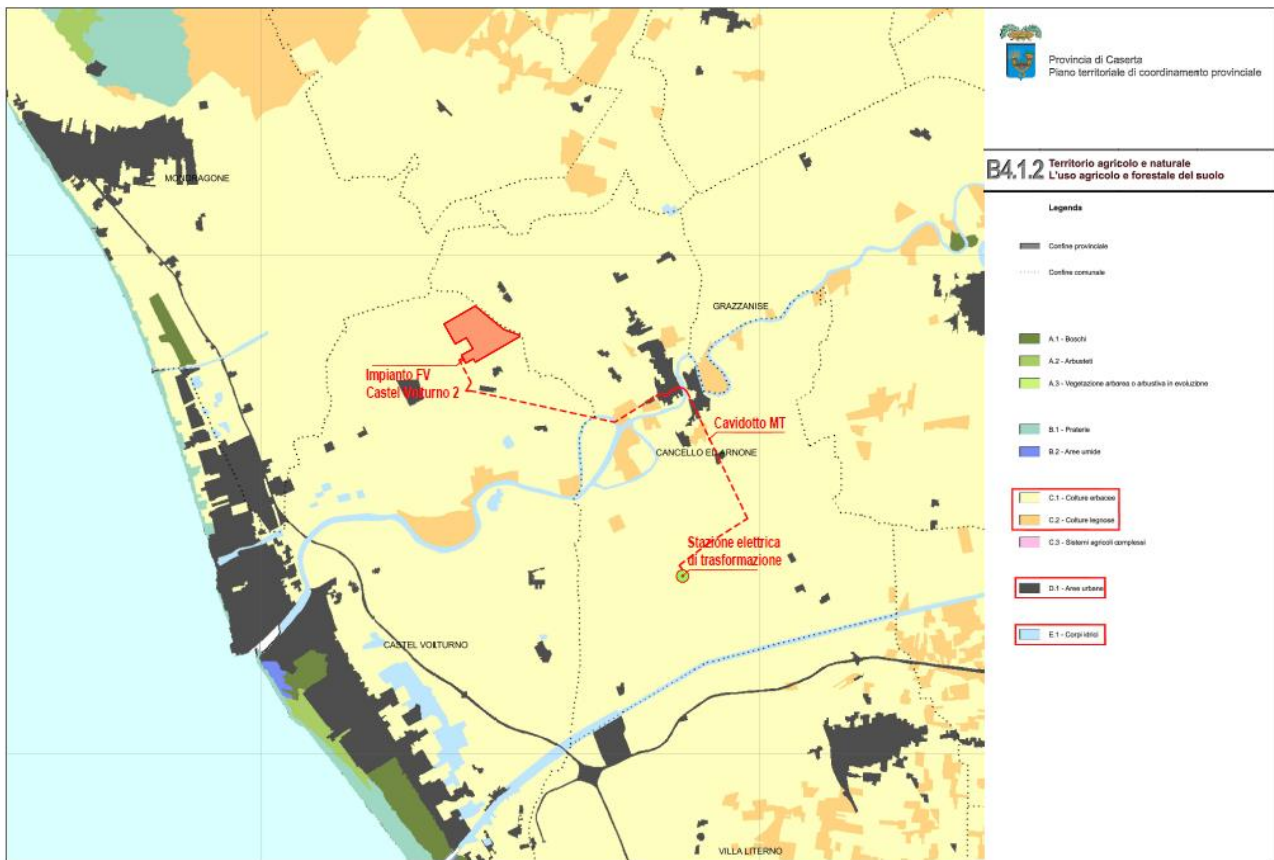 Provincia di Caserta
Piano territoriale di coordinamento provinciale
B4.1.2 Territorio agricolo e naturale
L'uso agricolo e forestale del suolo
Legenda
Confine provinciale
Confine comunale
A.1 - Boschi
A.2 - Arbusteti
A.3 - Vegetazione arborea o arbustiva in evoluzione
B.1 - Praterie
B.2 - Aree umide
C.1 - Colture erbacee
C.2 - Colture legnose
C.3 - Sistemi agricoli complessi
D.1 - Aree urbane
E.1 - Corpi idrici
MONDRAGONE
GRAZZANISE
Impianto FV
Castel Volturno 2
Cavidotto MT
CANCELLO ED ARNONE
Stazione elettrica
di trasformazione
CASTEL VOLTURNO
VILLA LITERNO